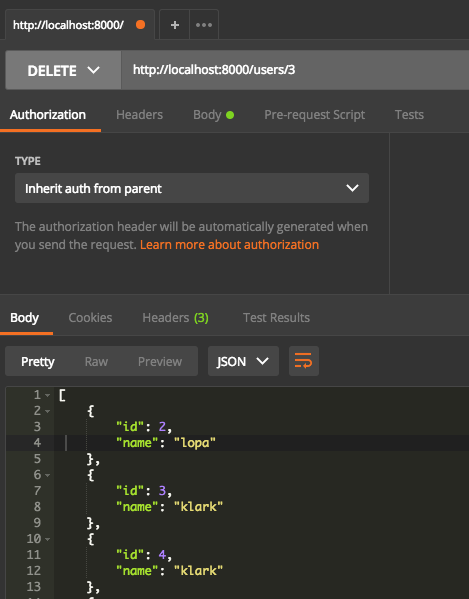 http://localhost:8000/ + •••
DELETE http://localhost:8000/users/3
Authorization Headers Body Pre-request Script Tests
TYPE
Inherit auth from parent
The authorization header will be automatically generated when
you send the request. Learn more about authorization
Body Cookies Headers (3) Test Results
Pretty Raw Preview JSON
1 [
2 {
3 "id": 2,
4 "name": "lopa"
5 },
6 {
7 "id": 3,
8 "name": "klark"
9 },
10 {
11 "id": 4,
12 "name": "klark"
13 },